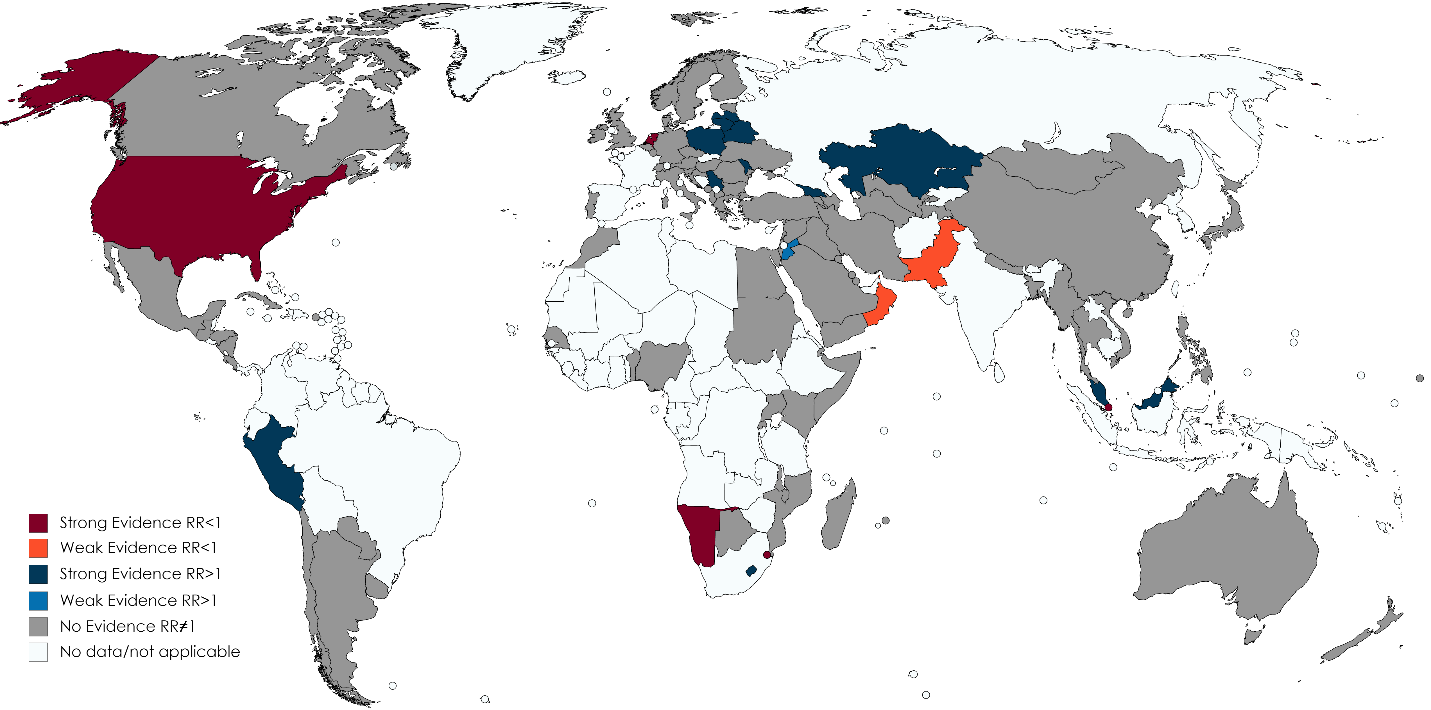 Strong Evidence RR<1
Weak Evidence RR<1
Strong Evidence RR>1
Weak Evidence RR>1
No Evidence RR≠1
No data/not applicable